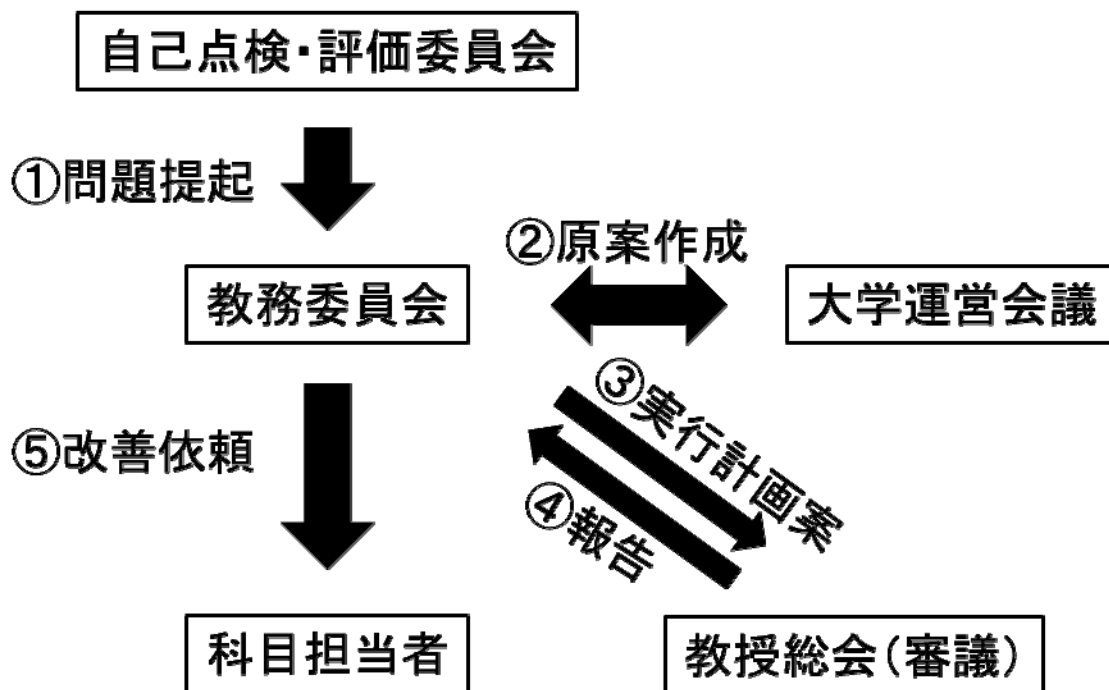 自己点検・評価委員会
①問題提起
②原案作成
教務委員会
大学運営会議
③実行計画案
⑤改善依頼
④報告
科目担当者
教授総会(審議)